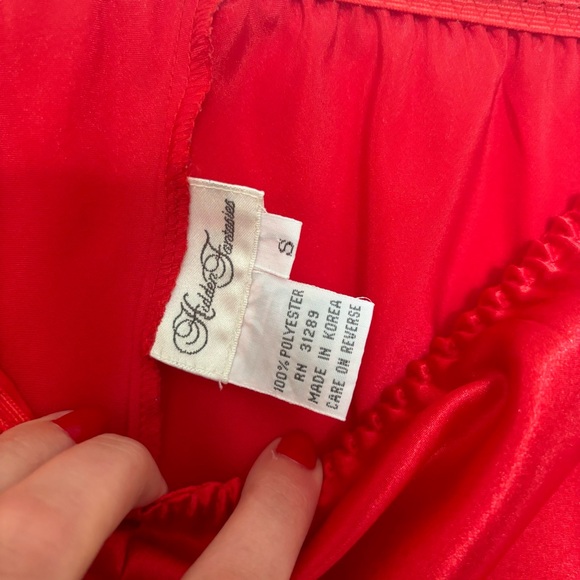 Hidden Fantasies
S
100% POLYESTER
RN 31289
MADE IN KOREA
CARE ON REVERSE